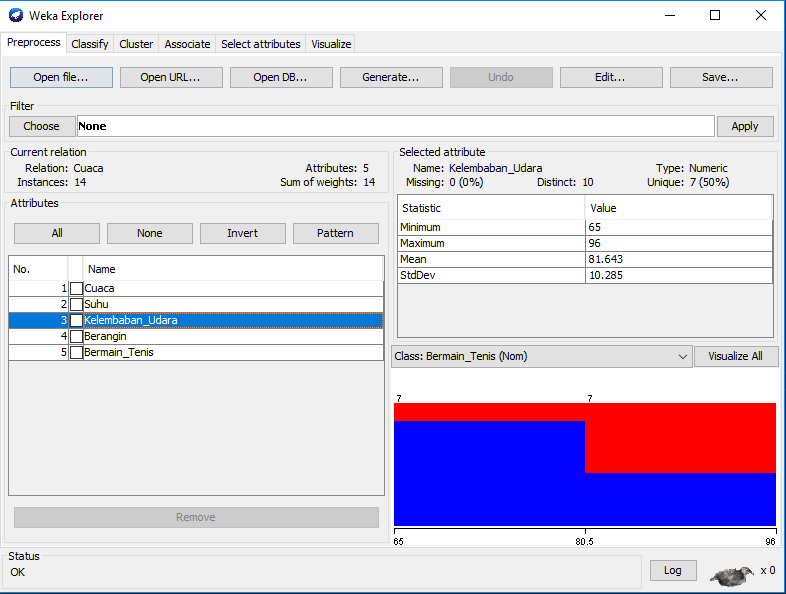 Weka Explorer
Preprocess Classify Cluster Associate Select attributes Visualize
Open file... Open URL... Open DB... Generate... Undo Edit... Save...
Filter
Choose None Apply
Current relation
Relation: Cuaca Attributes: 5
Instances: 14 Sum of weights: 14
Attributes
All None Invert Pattern
No. Name
1 Cuaca
2 Suhu
3 Kelembaban_Udara
4 Berangin
5 Bermain_Tenis
Remove
Selected attribute
Name: Kelembaban_Udara Type: Numeric
Missing: 0 (0%) Distinct: 10 Unique: 7 (50%)
Statistic Value
Minimum 65
Maximum 96
Mean 81.643
StdDev 10.285
Class: Bermain_Tenis (Nom) Visualize All
7 7
65 80.5 96
Status
OK
Log x 0